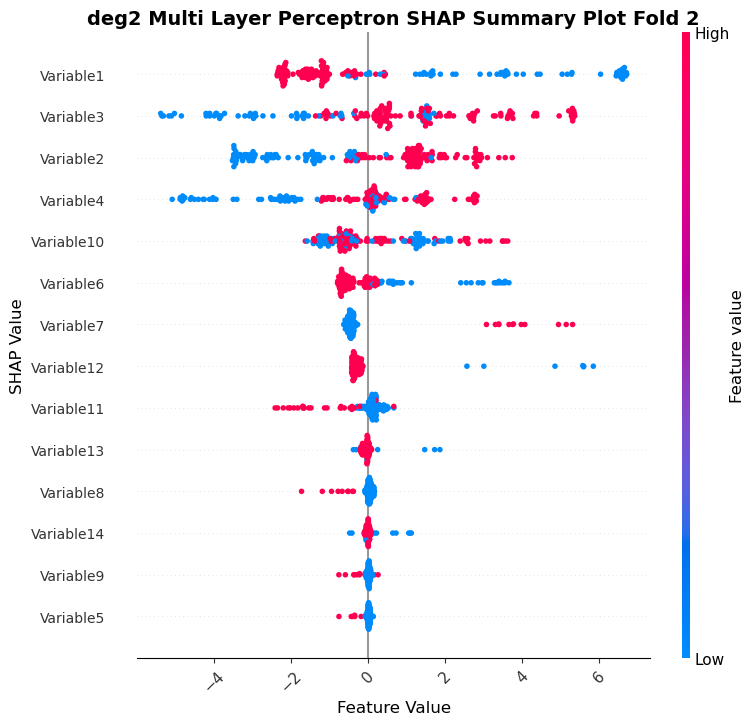 deg2 Multi Layer Perceptron SHAP Summary Plot Fold 2
High
Variable1
Variable3
Variable2
Variable4
Variable10
Variable6
Variable7
Variable12
Variable11
Variable13
Variable8
Variable14
Variable9
Variable5
SHAP Value
Feature value
Low
−4 −2 0 2 4 6
Feature Value